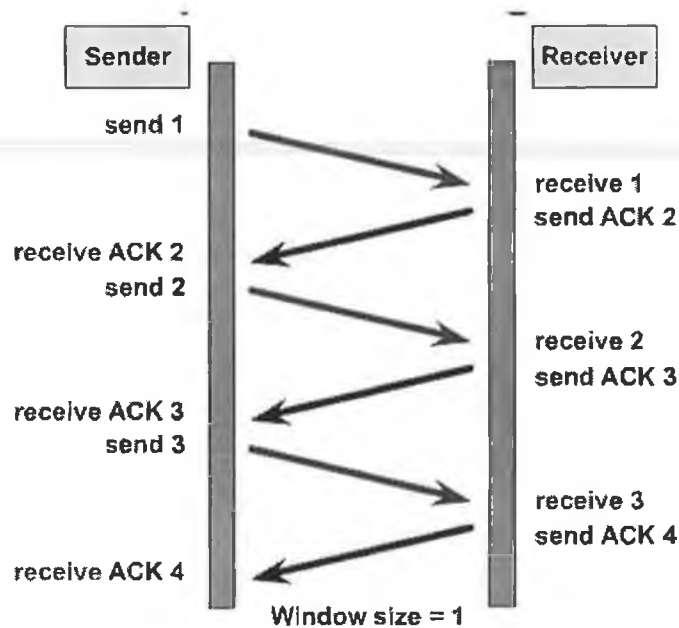 Sender
Receiver
send 1
receive 1
send ACK 2
receive ACK 2
send 2
receive 2
send ACK 3
receive ACK 3
send 3
receive 3
send ACK 4
receive ACK 4
Window size = 1